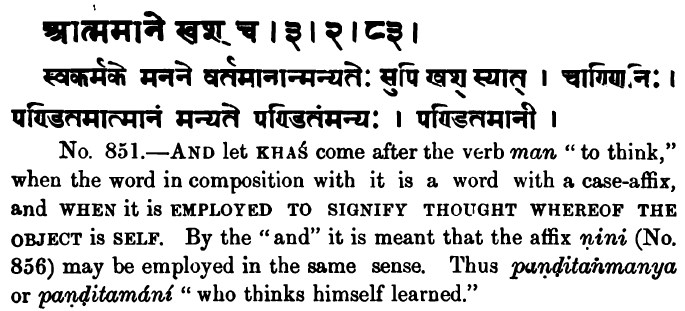 आत्ममाने खश् च । ३ । २ । ८३ ।
स्वकर्मके मनने वर्तमानान्मन्यतेः सुपि खश् स्यात् । चाण्णिनिः ।
पण्डितमात्मानं मन्यते पण्डितंमन्यः । पण्डितमानी ।
No. 851.—AND let KHAŚ come after the verb man “to think,”
when the word in composition with it is a word with a case-affix,
and WHEN it is EMPLOYED TO SIGNIFY THOUGHT WHEREOF THE
OBJECT is SELF. By the “and” it is meant that the affix ṇini (No.
856) may be employed in the same sense. Thus paṇḍitaṅmanya
or paṇḍitamání “who thinks himself learned.”